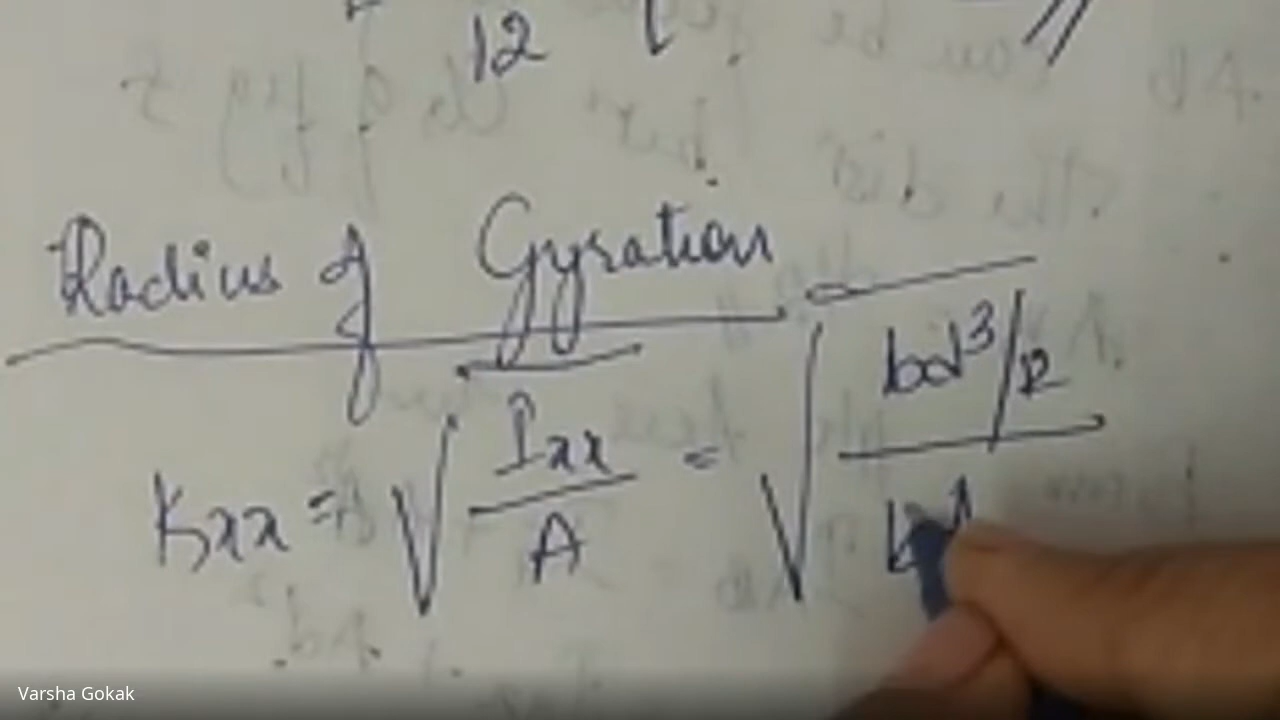 12
Radius of Gyration
Kxx = √ Ixx / A = √ bd³/12 / bd
Varsha Gokak